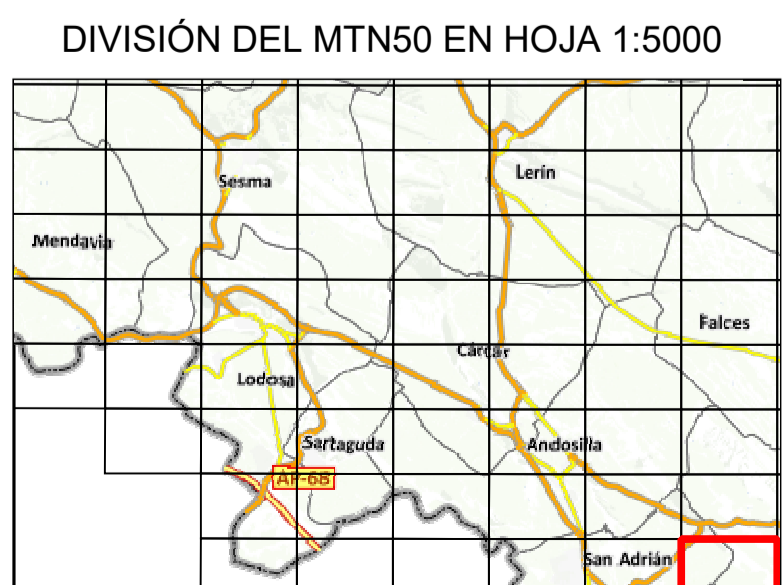 DIVISIÓN DEL MTN50 EN HOJA 1:5000
Lerín
Sesma
Mendavia
Falces
Cárcar
Lodosa
Sartaguda
Andosilla
AP-68
San Adrián